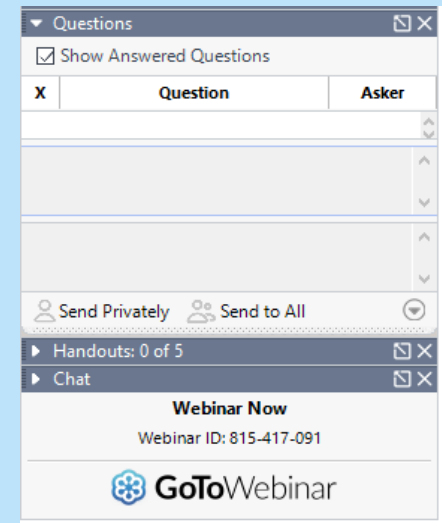 Questions
Show Answered Questions
X Question Asker
Send Privately Send to All
Handouts: 0 of 5
Chat
Webinar Now
Webinar ID: 815-417-091
GoToWebinar